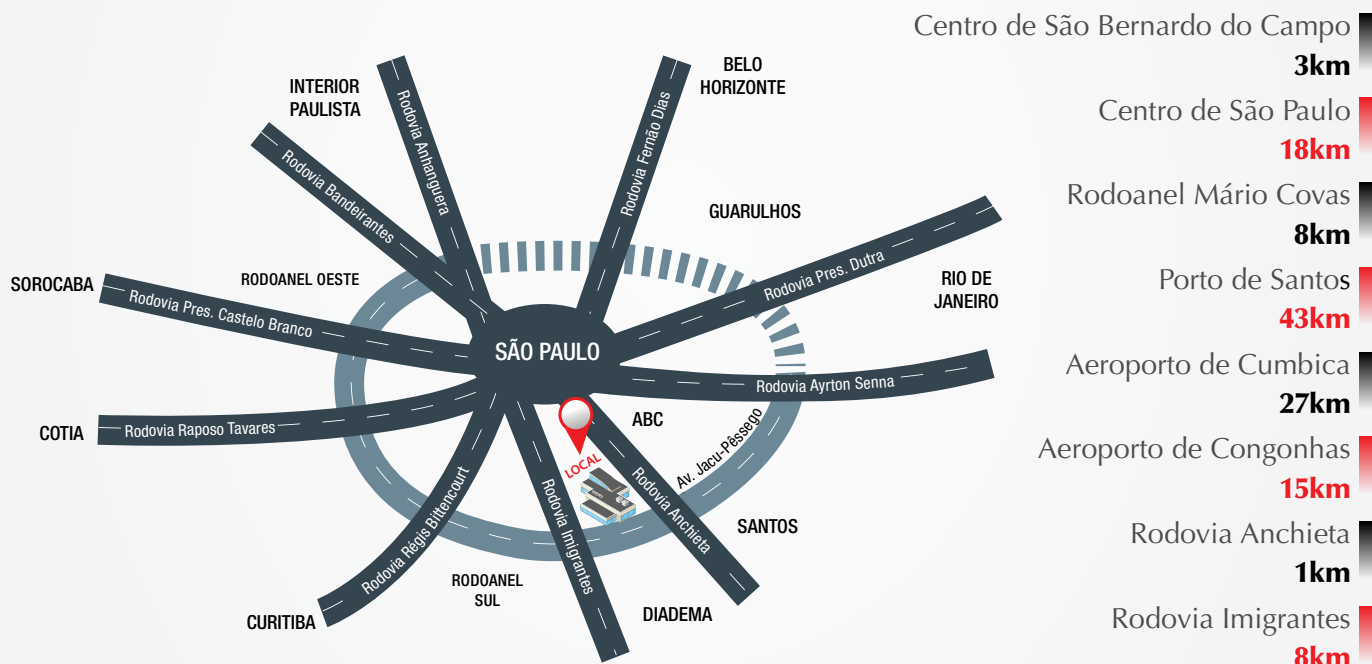 INTERIOR
PAULISTA
BELO
HORIZONTE
Rodovia Anhanguera
Rodovia Bandeirantes
Rodovia Fernão Dias
GUARULHOS
RODOANEL OESTE
SOROCABA
Rodovia Pres. Castelo Branco
Rodovia Pres. Dutra
RIO DE
JANEIRO
SÃO PAULO
Rodovia Ayrton Senna
COTIA
Rodovia Raposo Tavares
ABC
Av. Jacu-Pêssego
LOCAL
Rodovia Régis Bittencourt
Rodovia Imigrantes
Rodovia Anchieta
SANTOS
RODOANEL
SUL
CURITIBA
DIADEMA
Centro de São Bernardo do Campo
3km
Centro de São Paulo
18km
Rodoanel Mário Covas
8km
Porto de Santos
43km
Aeroporto de Cumbica
27km
Aeroporto de Congonhas
15km
Rodovia Anchieta
1km
Rodovia Imigrantes
8km